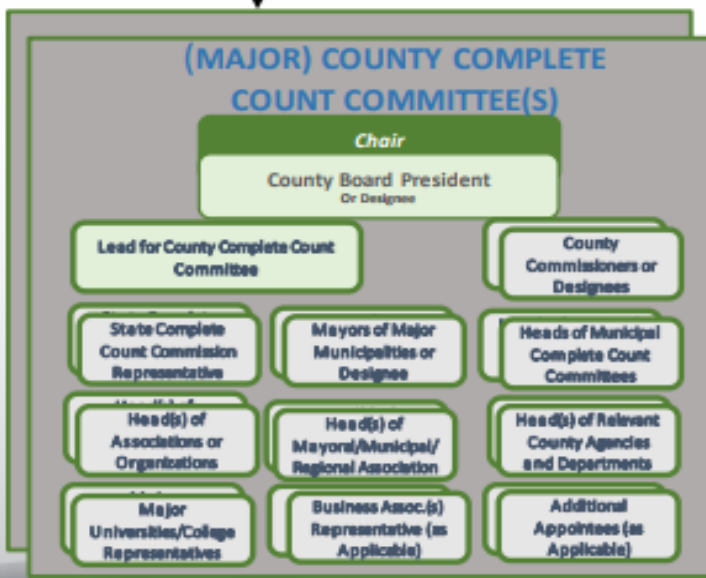 (MAJOR) COUNTY COMPLETE
COUNT COMMITTEE(S)
Chair
County Board President
Or Designee
Lead for County Complete Count
Committee
County
Commissioners or
Designees
State Complete
Count Commission
Representative
Mayors of Major
Municipalities or
Designee
Heads of Municipal
Complete Count
Committees
Head(s) of
Associations or
Organizations
Head(s) of
Mayoral/Municipal/
Regional Association
Head(s) of Relevant
County Agencies
and Departments
Major
Universities/College
Representatives
Business Assoc.(s)
Representative (as
Applicable)
Additional
Appointees (as
Applicable)